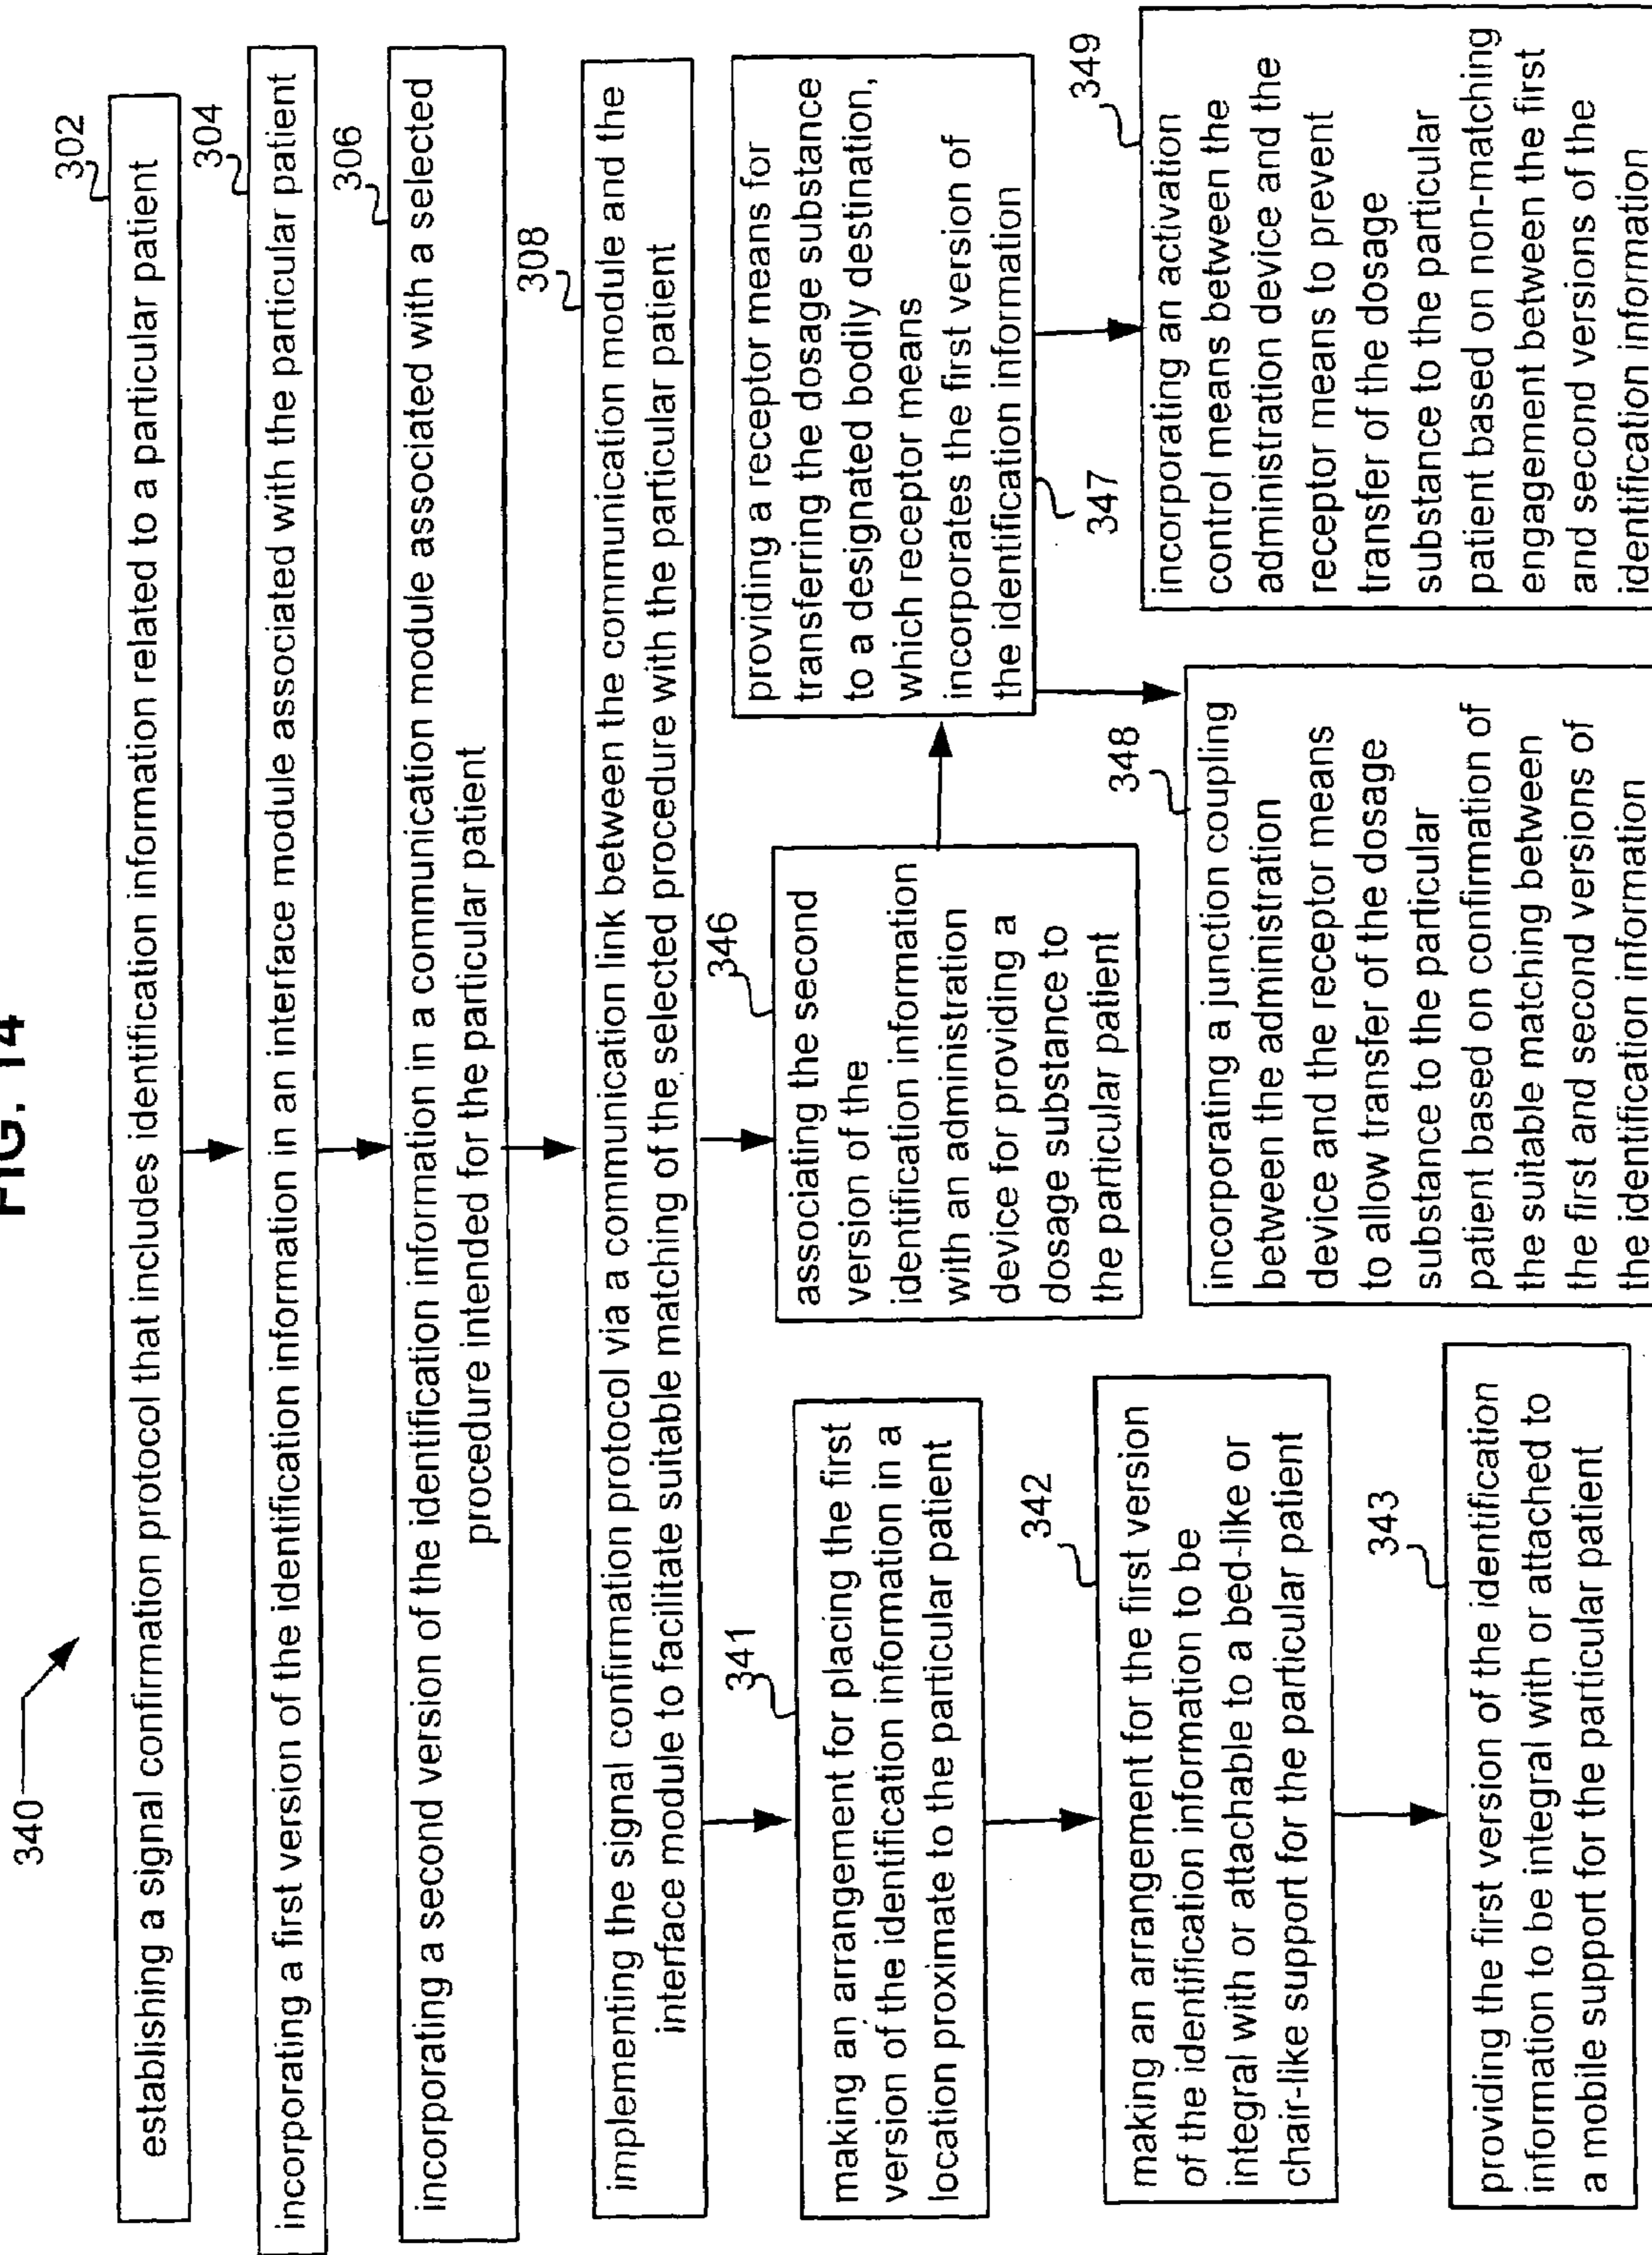 FIG. 14
340
302
establishing a signal confirmation protocol that includes identification information related to a particular patient
304
incorporating a first version of the identification information in an interface module associated with the particular patient
306
incorporating a second version of the identification information in a communication module associated with a selected
procedure intended for the particular patient
308
implementing the signal confirmation protocol via a communication link between the communication module and the
interface module to facilitate suitable matching of the selected procedure with the particular patient
341
making an arrangement for placing the first
version of the identification information in a
location proximate to the particular patient
342
making an arrangement for the first version
of the identification information to be
integral with or attachable to a bed-like or
chair-like support for the particular patient
343
providing the first version of the identification
information to be integral with or attached to
a mobile support for the particular patient
346
associating the second
version of the
identification information
with an administration
device for providing a
dosage substance to
the particular patient
providing a receptor means for
transferring the dosage substance
to a designated bodily destination,
which receptor means
incorporates the first version of
the identification information
347
348
incorporating a junction coupling
between the administration
device and the receptor means
to allow transfer of the dosage
substance to the particular
patient based on confirmation of
the suitable matching between
the first and second versions of
the identification information
349
incorporating an activation
control means between the
administration device and the
receptor means to prevent
transfer of the dosage
substance to the particular
patient based on non-matching
engagement between the first
and second versions of the
identification information